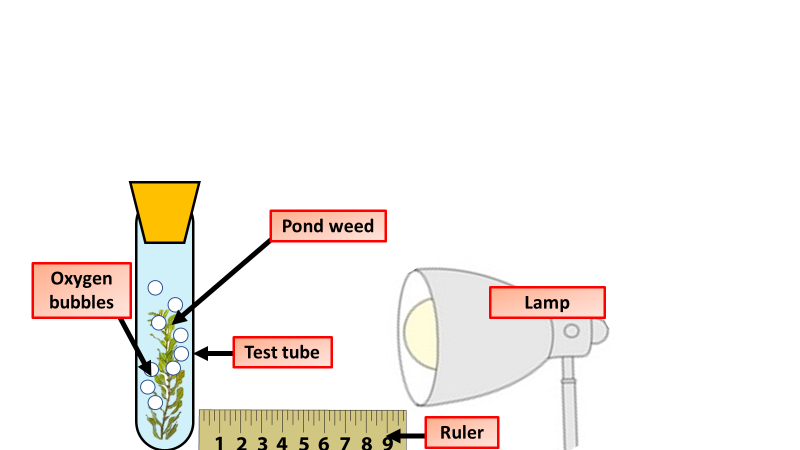 Pond weed
Oxygen
bubbles
Lamp
Test tube
Ruler
1 2 3 4 5 6 7 8 9